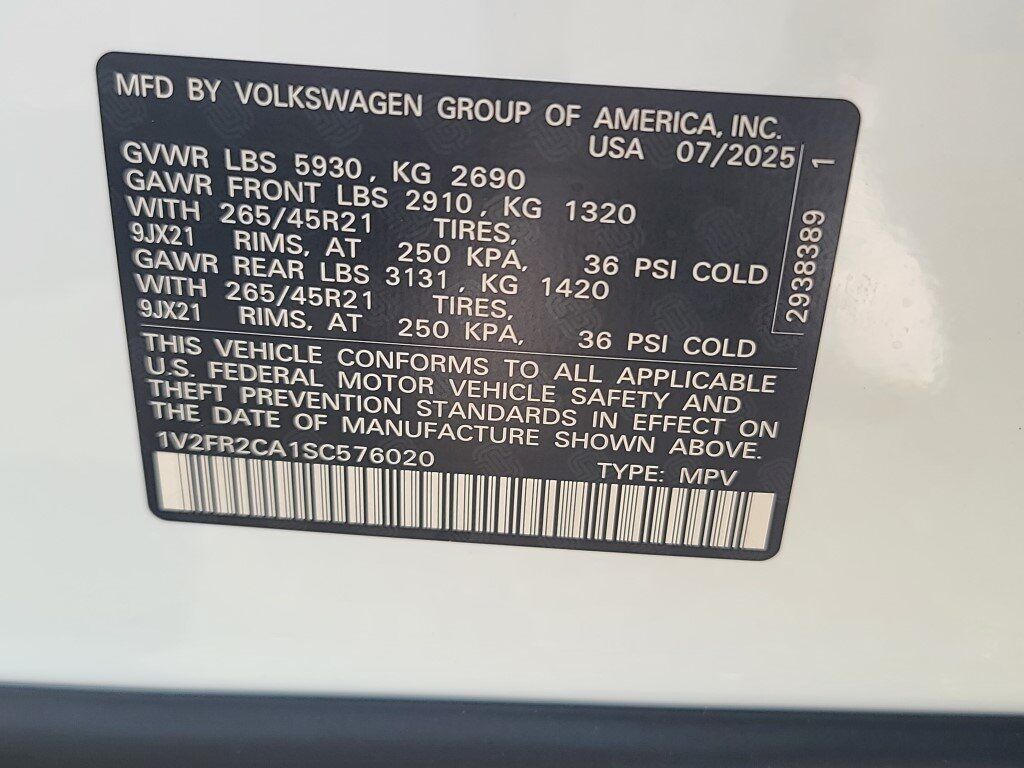 MFD BY VOLKSWAGEN GROUP OF AMERICA, INC.
USA 07/2025
GVWR LBS 5930, KG 2690
GAWR FRONT LBS 2910, KG 1320
WITH 265/45R21 TIRES,
9JX21 RIMS, AT 250 KPA, 36 PSI COLD
GAWR REAR LBS 3131, KG 1420
WITH 265/45R21 TIRES,
9JX21 RIMS, AT 250 KPA, 36 PSI COLD
2938389 1
THIS VEHICLE CONFORMS TO ALL APPLICABLE
U.S. FEDERAL MOTOR VEHICLE SAFETY AND
THEFT PREVENTION STANDARDS IN EFFECT ON
THE DATE OF MANUFACTURE SHOWN ABOVE.
1V2FR2CA1SC576020 TYPE: MPV